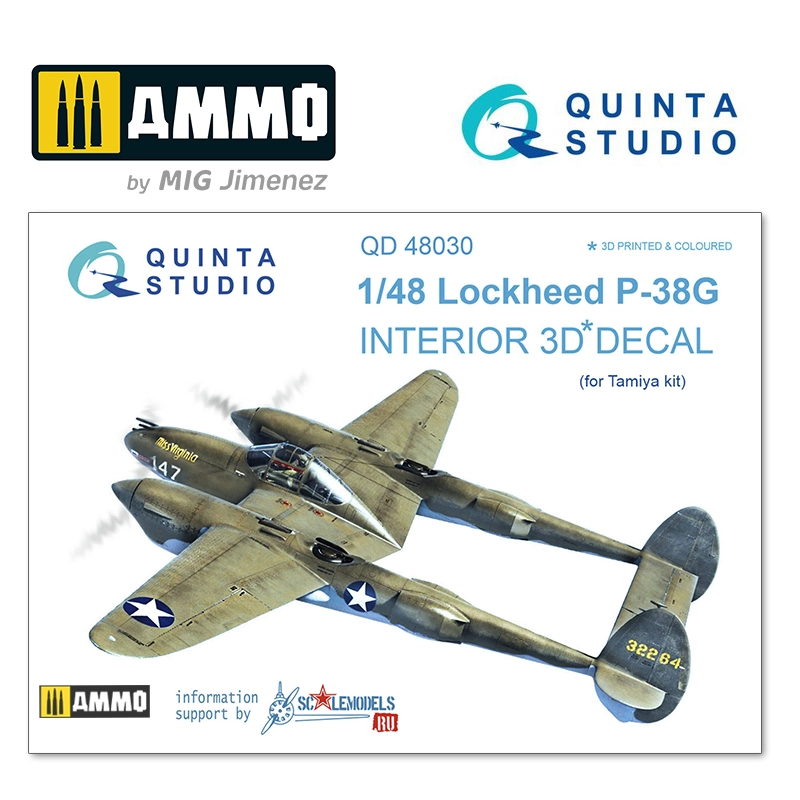 AMMO
by MIG Jimenez
QUINTA
STUDIO
QUINTA
STUDIO
QD 48030
* 3D PRINTED & COLOURED
1/48 Lockheed P-38G
INTERIOR 3D* DECAL
(for Tamiya kit)
Miss Virginia
147
32264
AMMO
information
support by
SCALEMODELS
RU